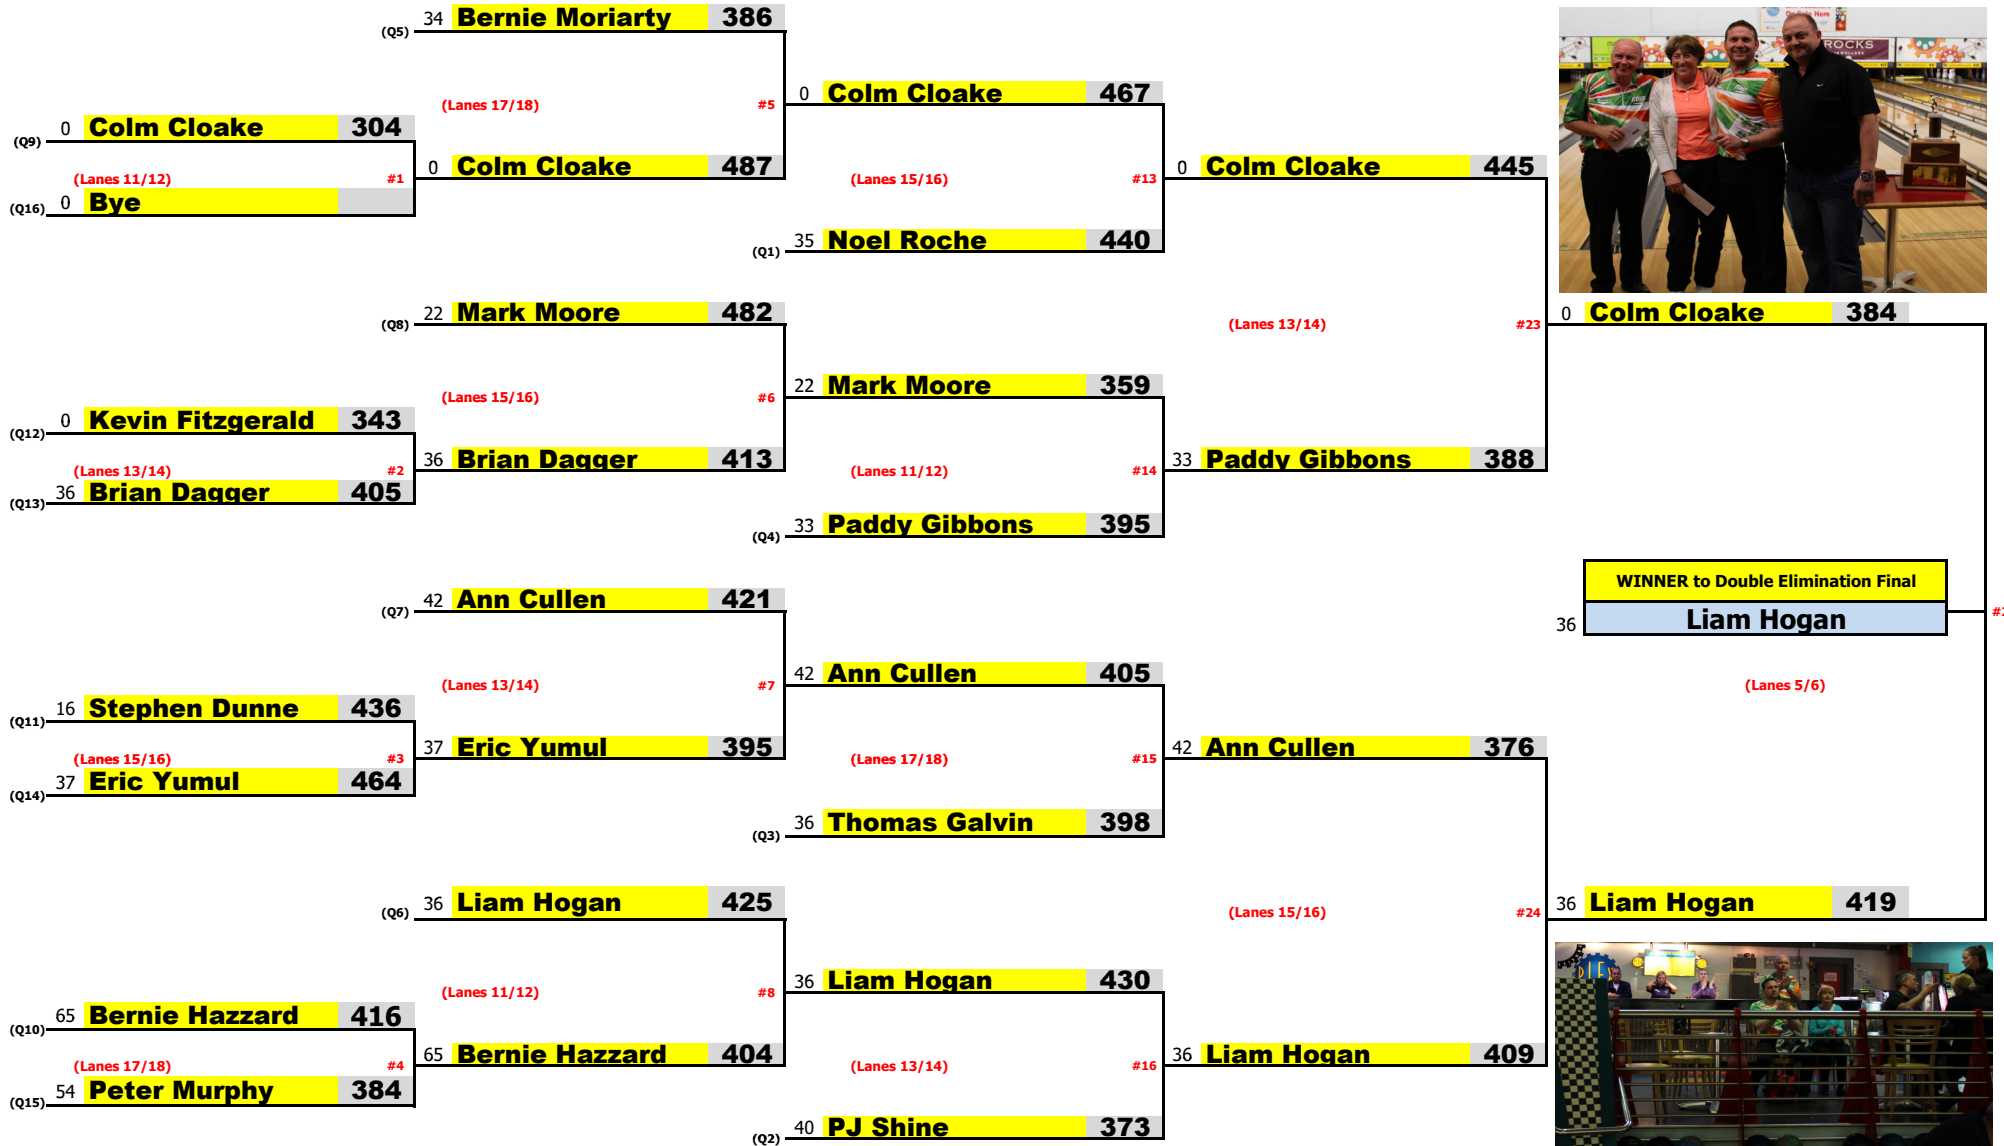 34 Bernie Moriarty 386
(Q5)
(Lanes 17/18) #5
0 Colm Cloake 467
0 Colm Cloake 304
(Q9)
(Lanes 11/12) #1
0 Colm Cloake 487
(Lanes 15/16) #13
0 Colm Cloake 445
(Q16) 0 Bye
35 Noel Roche 440
(Q1)
22 Mark Moore 482
(Q8)
(Lanes 13/14) #23
0 Colm Cloake 384
(Lanes 15/16) #6
22 Mark Moore 359
0 Kevin Fitzgerald 343
(Q12)
(Lanes 13/14) #2
36 Brian Dagger 413
(Lanes 11/12) #14
33 Paddy Gibbons 388
36 Brian Dagger 405
(Q13)
33 Paddy Gibbons 395
(Q4)
WINNER to Double Elimination Final
36 Liam Hogan
42 Ann Cullen 421
(Q7)
(Lanes 13/14) #7
42 Ann Cullen 405
(Lanes 5/6)
16 Stephen Dunne 436
(Q11)
(Lanes 15/16) #3
37 Eric Yumul 395
(Lanes 17/18) #15
42 Ann Cullen 376
37 Eric Yumul 464
(Q14)
36 Thomas Galvin 398
(Q3)
36 Liam Hogan 425
(Q6)
(Lanes 15/16) #24
36 Liam Hogan 419
(Lanes 11/12) #8
36 Liam Hogan 430
65 Bernie Hazzard 416
(Q10)
(Lanes 17/18) #4
65 Bernie Hazzard 404
(Lanes 13/14) #16
36 Liam Hogan 409
54 Peter Murphy 384
(Q15)
40 PJ Shine 373
(Q2)
ROCKS